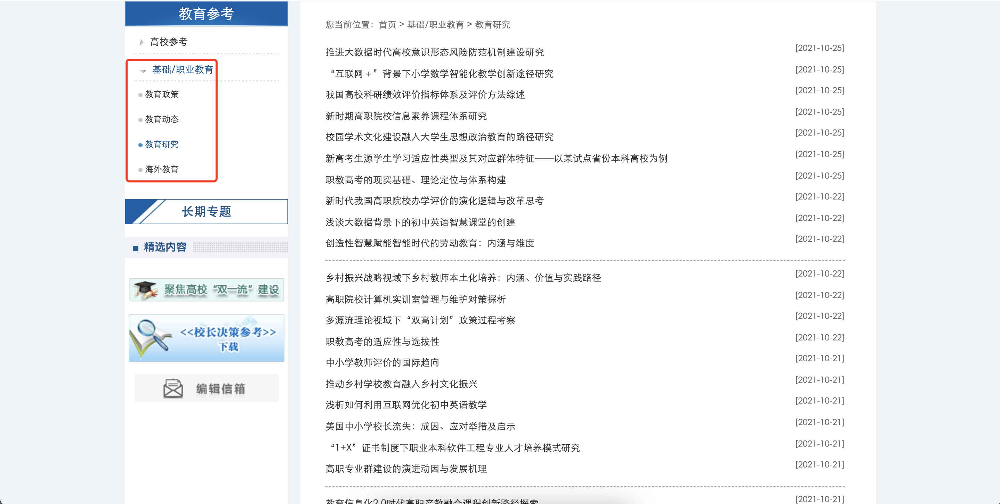 教育参考
高校参考
基础/职业教育
教育政策
教育动态
教育研究
海外教育
长期专题
精选内容
聚焦高校“双一流”建设
<<校长决策参考>>
下载
编辑信箱
您当前位置：首页 > 基础/职业教育 > 教育研究
推进大数据时代高校意识形态风险防范机制建设研究 [2021-10-25]
“互联网＋”背景下小学数学智能化教学创新途径研究 [2021-10-25]
我国高校科研绩效评价指标体系及评价方法综述 [2021-10-25]
新时期高职院校信息素养课程体系研究 [2021-10-25]
校园学术文化建设融入大学生思想政治教育的路径研究 [2021-10-25]
新高考生源学生学习适应性类型及其对应群体特征——以某试点省份本科高校为例 [2021-10-25]
职教高考的现实基础、理论定位与体系构建 [2021-10-25]
新时代我国高职院校办学评价的演化逻辑与改革思考 [2021-10-22]
浅谈大数据背景下的初中英语智慧课堂的创建 [2021-10-22]
创造性智慧赋能智能时代的劳动教育：内涵与维度 [2021-10-22]
乡村振兴战略视域下乡村教师本土化培养：内涵、价值与实践路径 [2021-10-22]
高职院校计算机实训室管理与维护对策探析 [2021-10-22]
多源流理论视域下“双高计划”政策过程考察 [2021-10-22]
职教高考的适应性与选拔性 [2021-10-22]
中小学教师评价的国际趋向 [2021-10-21]
推动乡村学校教育融入乡村文化振兴 [2021-10-21]
浅析如何利用互联网优化初中英语教学 [2021-10-21]
美国中小学校长流失：成因、应对举措及启示 [2021-10-21]
“1+X”证书制度下职业本科软件工程专业人才培养模式研究 [2021-10-21]
高职专业群建设的演进动因与发展机理 [2021-10-21]
教育信息化2.0时代高职产教融合课程创新路径探索 [2021-10-21]